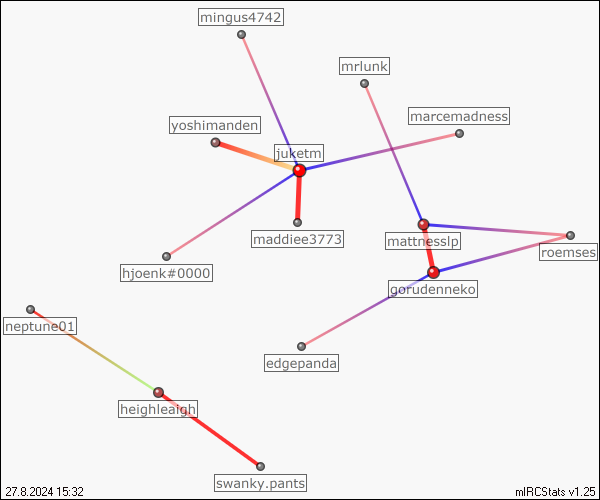 mingus4742
mrlunk
marcemadness
yoshimanden
juketm
maddiee3773
mattnesslp
roemses
hjoenk#0000
gorudenneko
neptune01
edgepanda
heighleaigh
swanky.pants
27.8.2024 15:32
mIRCStats v1.25